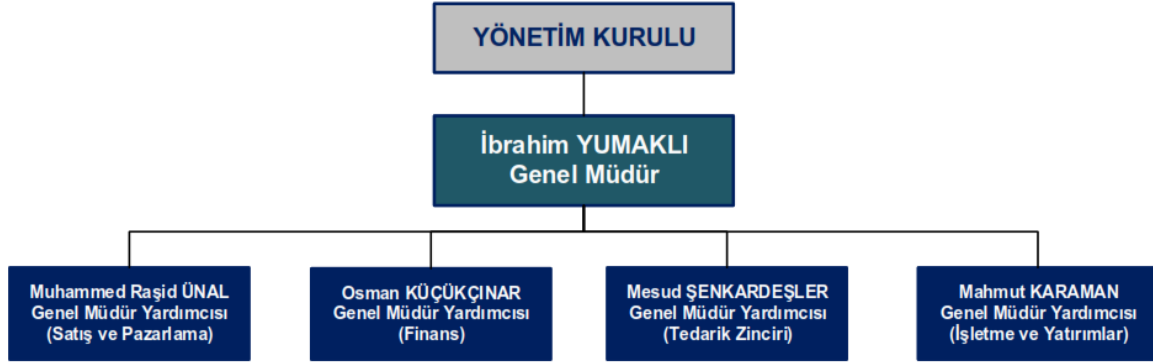 YÖNETİM KURULU
İbrahim YUMAKLI
Genel Müdür
Muhammed Raşid ÜNAL
Genel Müdür Yardımcısı
(Satış ve Pazarlama)
Osman KÜÇÜKÇINAR
Genel Müdür Yardımcısı
(Finans)
Mesud ŞENKARDEŞLER
Genel Müdür Yardımcısı
(Tedarik Zinciri)
Mahmut KARAMAN
Genel Müdür Yardımcısı
(İşletme ve Yatırımlar)